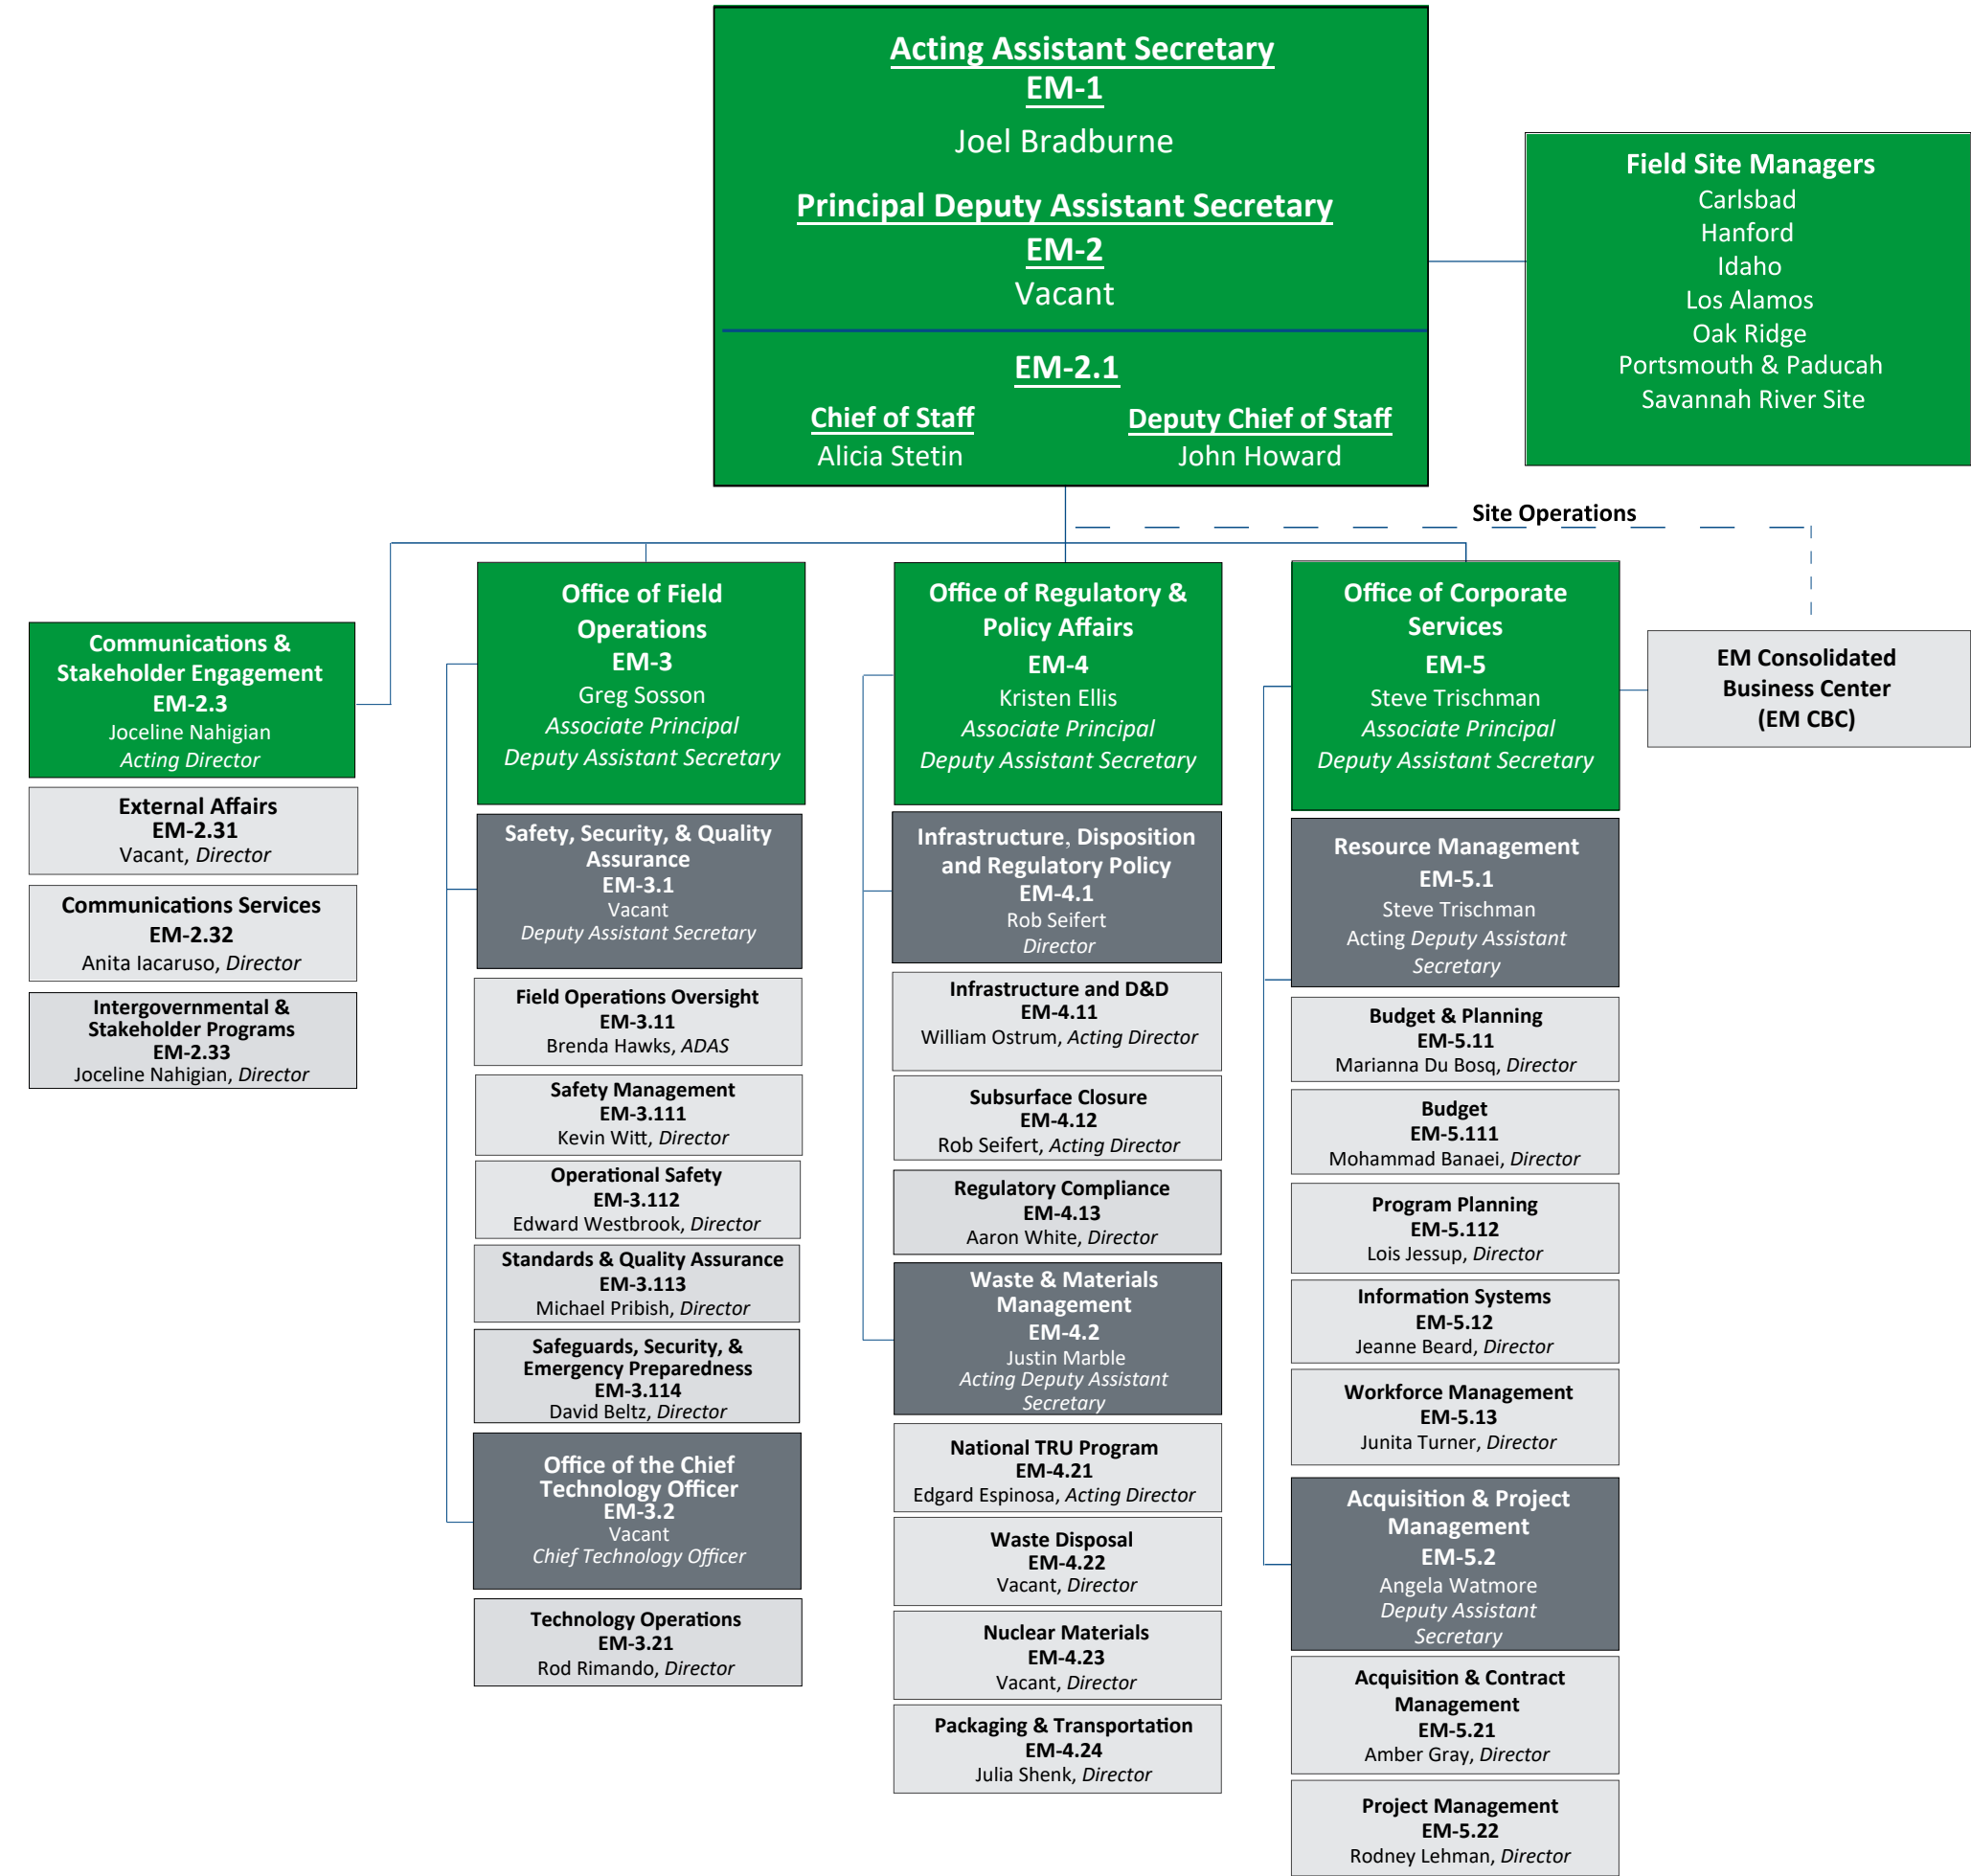 Acting Assistant Secretary
EM-1
Joel Bradburne
Principal Deputy Assistant Secretary
EM-2
Vacant
EM-2.1
Chief of Staff
Alicia Stetin
Deputy Chief of Staff
John Howard
Field Site Managers
Carlsbad
Hanford
Idaho
Los Alamos
Oak Ridge
Portsmouth & Paducah
Savannah River Site
Site Operations
Communications &
Stakeholder Engagement
EM-2.3
Joceline Nahigian
Acting Director
External Affairs
EM-2.31
Vacant, Director
Communications Services
EM-2.32
Anita Iacaruso, Director
Intergovernmental &
Stakeholder Programs
EM-2.33
Joceline Nahigian, Director
Office of Field
Operations
EM-3
Greg Sosson
Associate Principal
Deputy Assistant Secretary
Safety, Security, & Quality
Assurance
EM-3.1
Vacant
Deputy Assistant Secretary
Field Operations Oversight
EM-3.11
Brenda Hawks, ADAS
Safety Management
EM-3.111
Kevin Witt, Director
Operational Safety
EM-3.112
Edward Westbrook, Director
Standards & Quality Assurance
EM-3.113
Michael Pribish, Director
Safeguards, Security, &
Emergency Preparedness
EM-3.114
David Beltz, Director
Office of the Chief
Technology Officer
EM-3.2
Vacant
Chief Technology Officer
Technology Operations
EM-3.21
Rod Rimando, Director
Office of Regulatory &
Policy Affairs
EM-4
Kristen Ellis
Associate Principal
Deputy Assistant Secretary
Infrastructure, Disposition
and Regulatory Policy
EM-4.1
Rob Seifert
Director
Infrastructure and D&D
EM-4.11
William Ostrum, Acting Director
Subsurface Closure
EM-4.12
Rob Seifert, Acting Director
Regulatory Compliance
EM-4.13
Aaron White, Director
Waste & Materials
Management
EM-4.2
Justin Marble
Acting Deputy Assistant
Secretary
National TRU Program
EM-4.21
Edgard Espinosa, Acting Director
Waste Disposal
EM-4.22
Vacant, Director
Nuclear Materials
EM-4.23
Vacant, Director
Packaging & Transportation
EM-4.24
Julia Shenk, Director
Office of Corporate
Services
EM-5
Steve Trischman
Associate Principal
Deputy Assistant Secretary
Resource Management
EM-5.1
Steve Trischman
Acting Deputy Assistant
Secretary
Budget & Planning
EM-5.11
Marianna Du Bosq, Director
Budget
EM-5.111
Mohammad Banaei, Director
Program Planning
EM-5.112
Lois Jessup, Director
Information Systems
EM-5.12
Jeanne Beard, Director
Workforce Management
EM-5.13
Junita Turner, Director
Acquisition & Project
Management
EM-5.2
Angela Watmore
Deputy Assistant
Secretary
Acquisition & Contract
Management
EM-5.21
Amber Gray, Director
Project Management
EM-5.22
Rodney Lehman, Director
EM Consolidated
Business Center
(EM CBC)